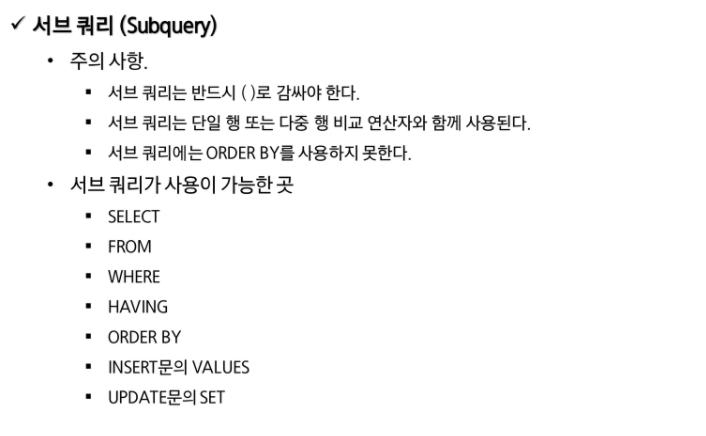 ✓ 서브 쿼리 (Subquery)
• 주의 사항.
▪ 서브 쿼리는 반드시 ( )로 감싸야 한다.
▪ 서브 쿼리는 단일 행 또는 다중 행 비교 연산자와 함께 사용된다.
▪ 서브 쿼리에는 ORDER BY를 사용하지 못한다.
• 서브 쿼리가 사용이 가능한 곳
▪ SELECT
▪ FROM
▪ WHERE
▪ HAVING
▪ ORDER BY
▪ INSERT문의 VALUES
▪ UPDATE문의 SET